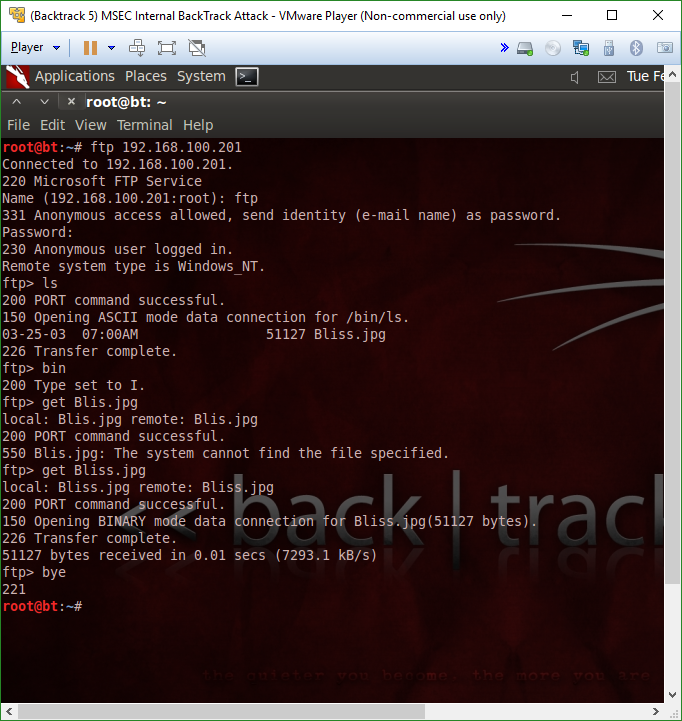 (Backtrack 5) MSEC Internal BackTrack Attack - VMware Player (Non-commercial use only)
Player
Applications Places System Tue Fe
root@bt: ~
File Edit View Terminal Help
root@bt:~# ftp 192.168.100.201
Connected to 192.168.100.201.
220 Microsoft FTP Service
Name (192.168.100.201:root): ftp
331 Anonymous access allowed, send identity (e-mail name) as password.
Password:
230 Anonymous user logged in.
Remote system type is Windows_NT.
ftp> ls
200 PORT command successful.
150 Opening ASCII mode data connection for /bin/ls.
03-25-03  07:00AM                51127 Bliss.jpg
226 Transfer complete.
ftp> bin
200 Type set to I.
ftp> get Blis.jpg
local: Blis.jpg remote: Blis.jpg
200 PORT command successful.
550 Blis.jpg: The system cannot find the file specified.
ftp> get Bliss.jpg
local: Bliss.jpg remote: Bliss.jpg
200 PORT command successful.
150 Opening BINARY mode data connection for Bliss.jpg(51127 bytes).
226 Transfer complete.
51127 bytes received in 0.01 secs (7293.1 kB/s)
ftp> bye
221
root@bt:~#
<< back | track
the quieter you become, the more you are